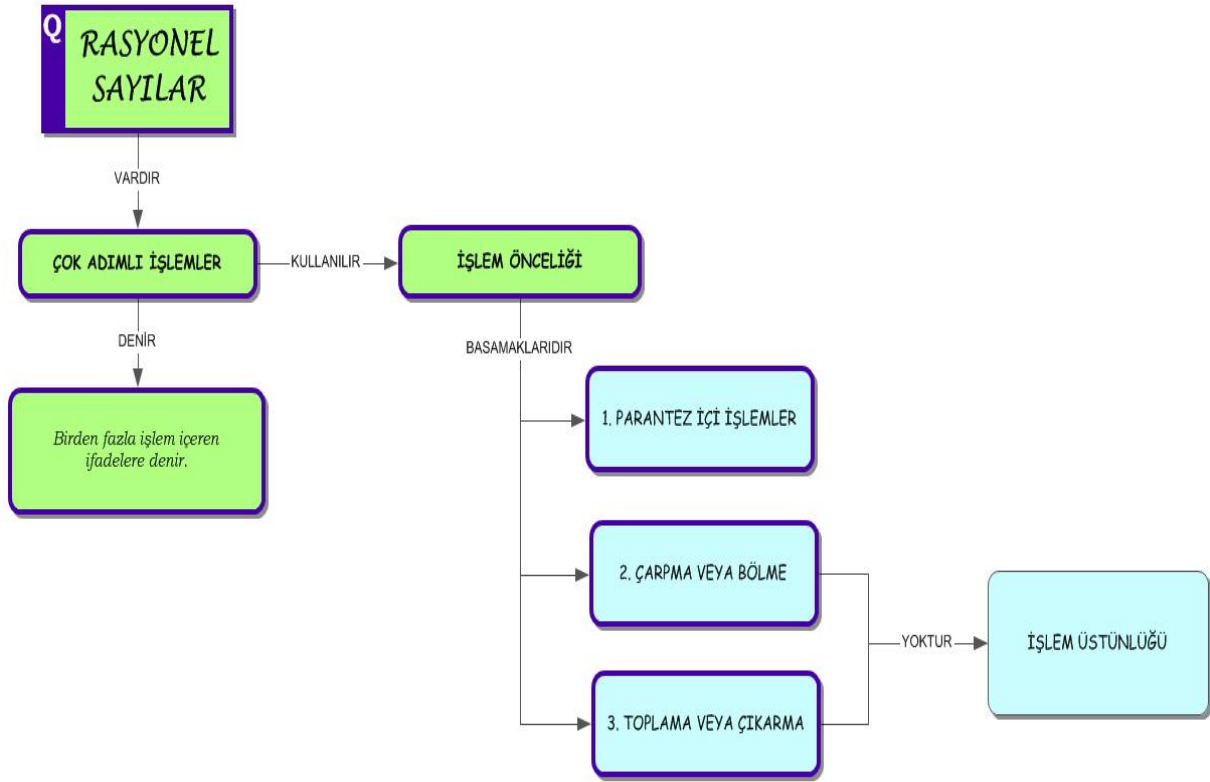 Q
RASYONEL
SAYILAR
VARDIR
ÇOK ADIMLI İŞLEMLER
KULLANILIR
İŞLEM ÖNCELİĞİ
DENİR
BASAMAKLARIDIR
Birden fazla işlem içeren
ifadelere denir.
1. PARANTEZ İÇİ İŞLEMLER
2. ÇARPMA VEYA BÖLME
YOKTUR
İŞLEM ÜSTÜNLÜĞÜ
3. TOPLAMA VEYA ÇIKARMA